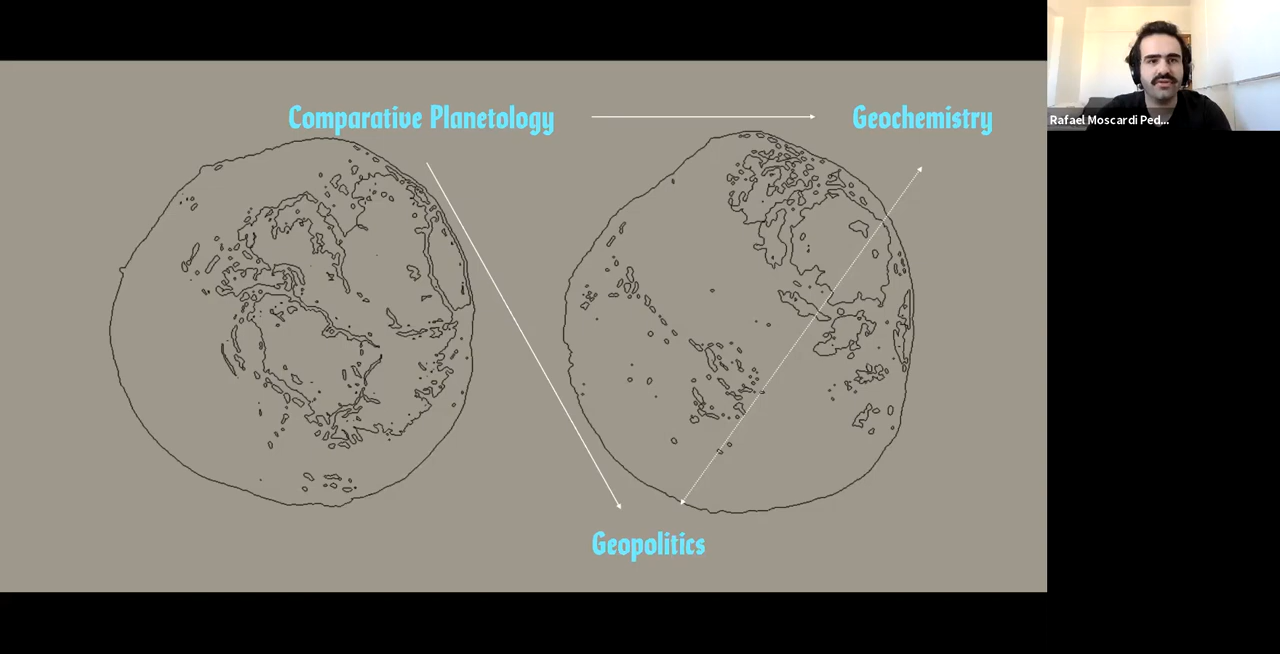 Comparative Planetology
Geochemistry
Rafael Moscardi Ped...
Geopolitics